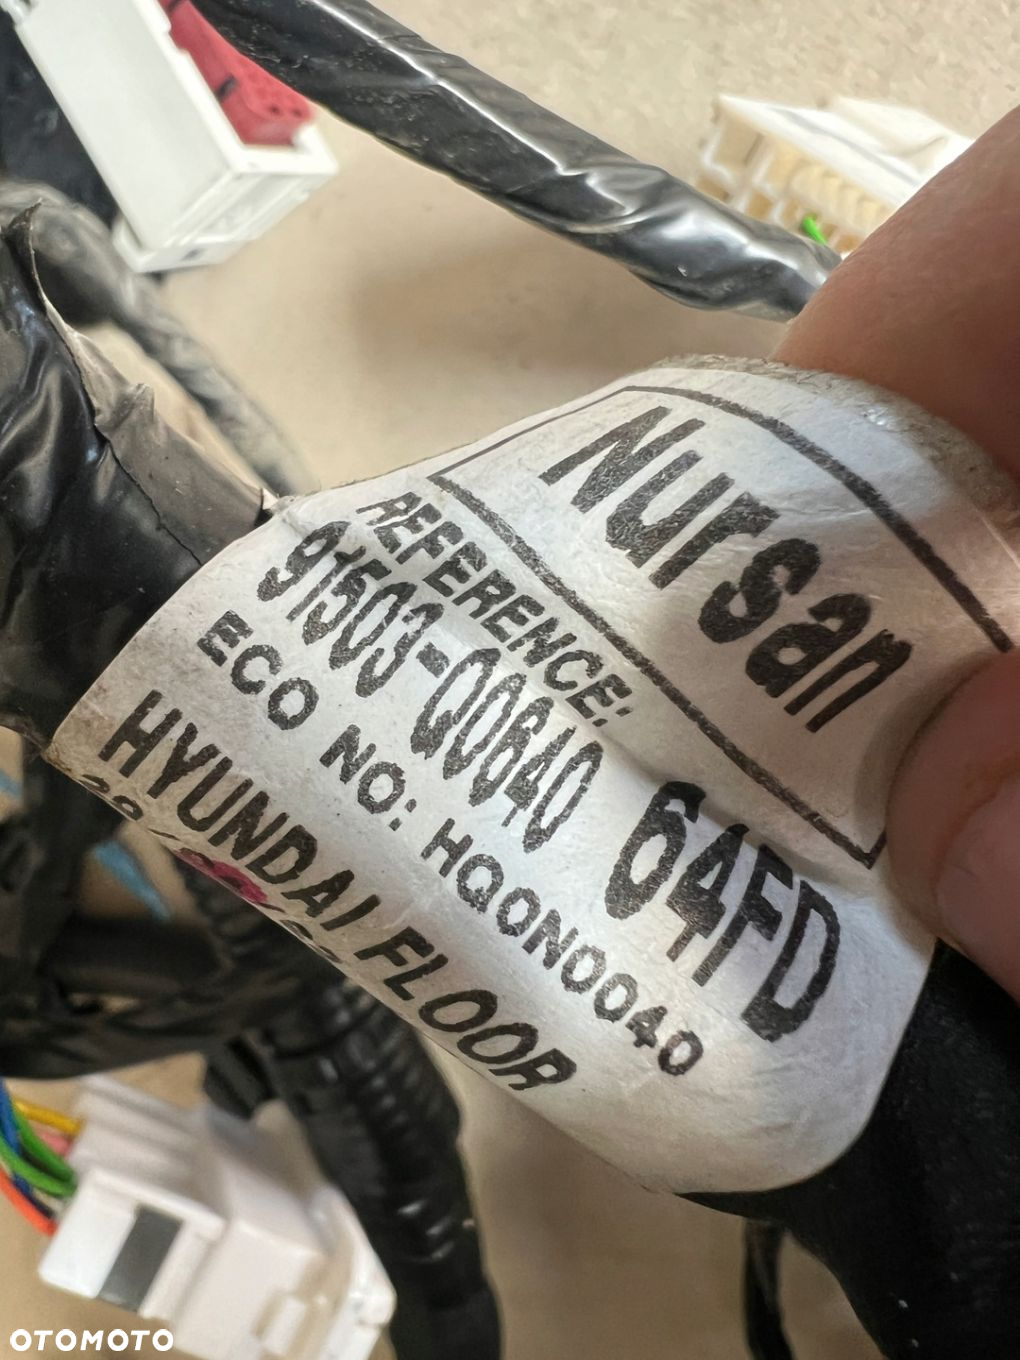 Nursan
REFERENCE:
91503-Q0640 64FD
ECO NO: HQON0040
HYUNDAI FLOOR
OTOMOTO